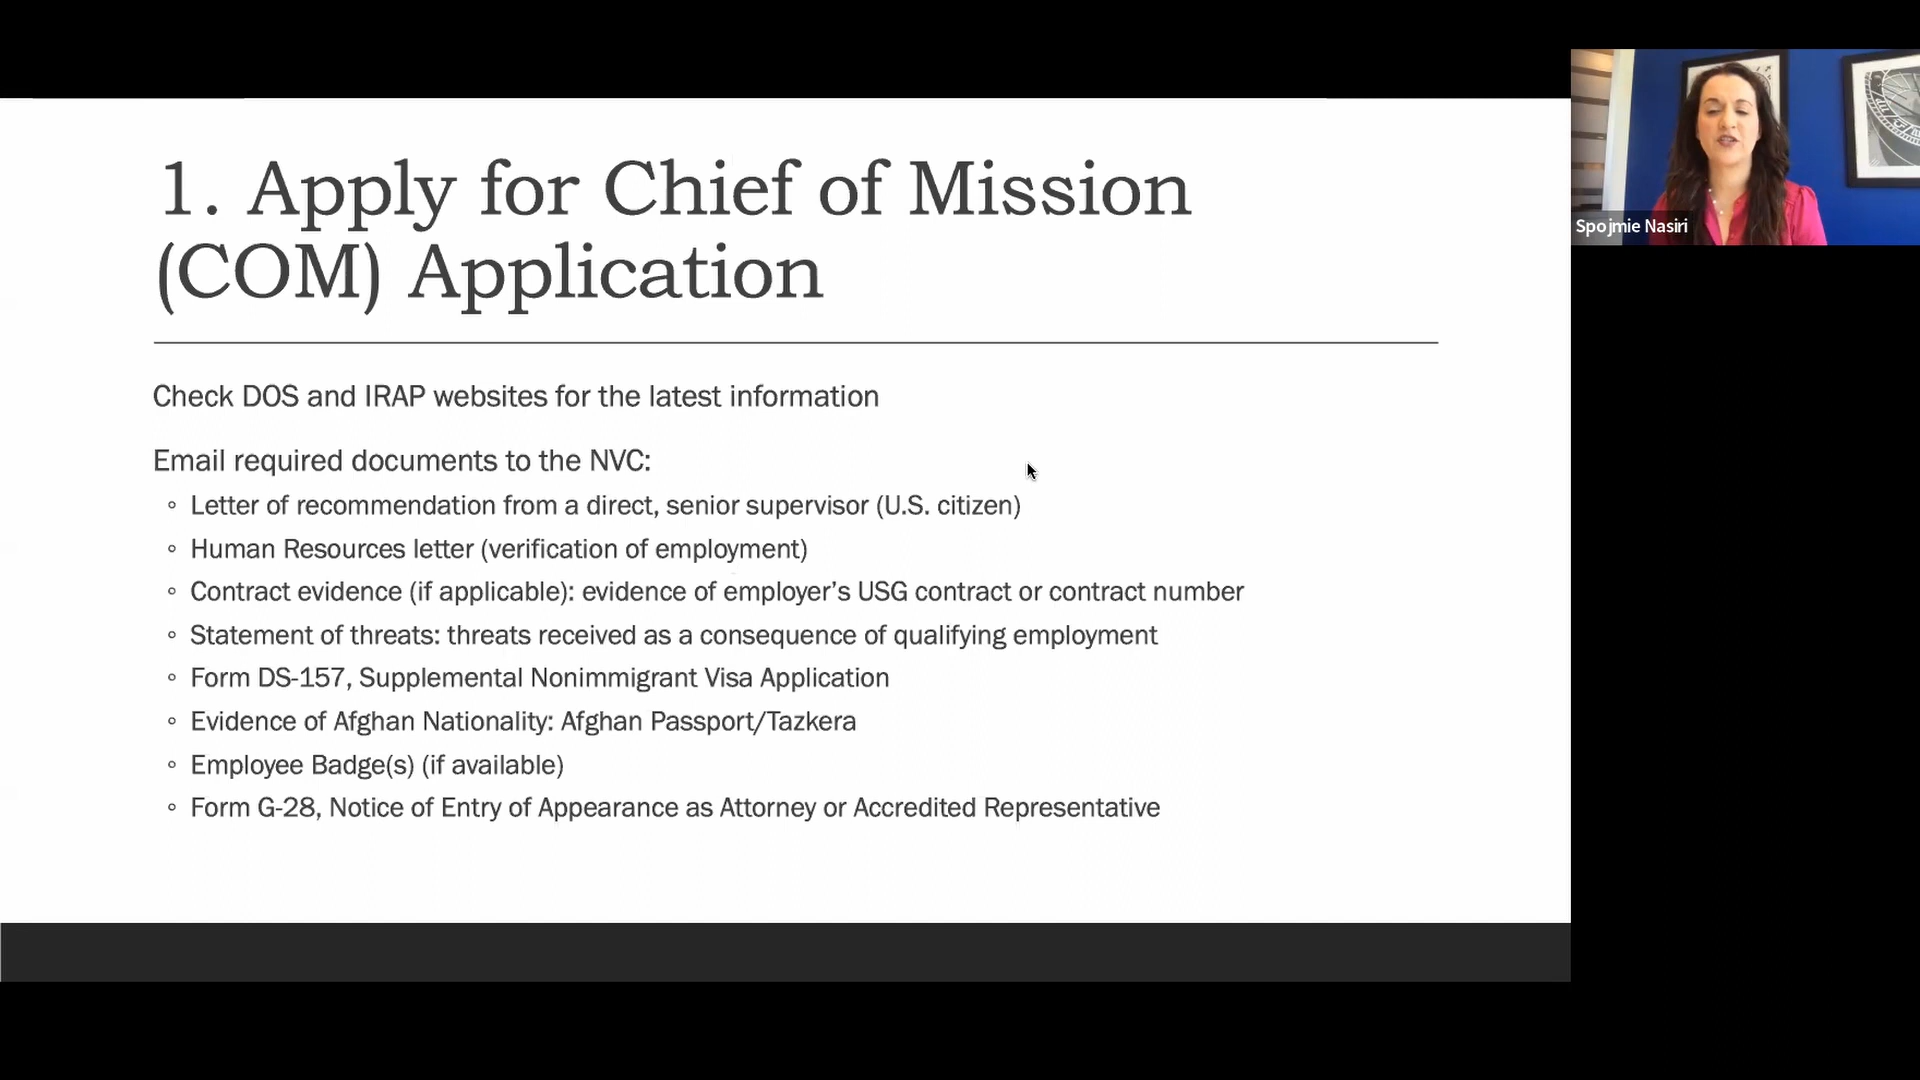 1. Apply for Chief of Mission
(COM) Application
Check DOS and IRAP websites for the latest information
Email required documents to the NVC:
◦ Letter of recommendation from a direct, senior supervisor (U.S. citizen)
◦ Human Resources letter (verification of employment)
◦ Contract evidence (if applicable): evidence of employer’s USG contract or contract number
◦ Statement of threats: threats received as a consequence of qualifying employment
◦ Form DS-157, Supplemental Nonimmigrant Visa Application
◦ Evidence of Afghan Nationality: Afghan Passport/Tazkera
◦ Employee Badge(s) (if available)
◦ Form G-28, Notice of Entry of Appearance as Attorney or Accredited Representative
Spojmie Nasiri